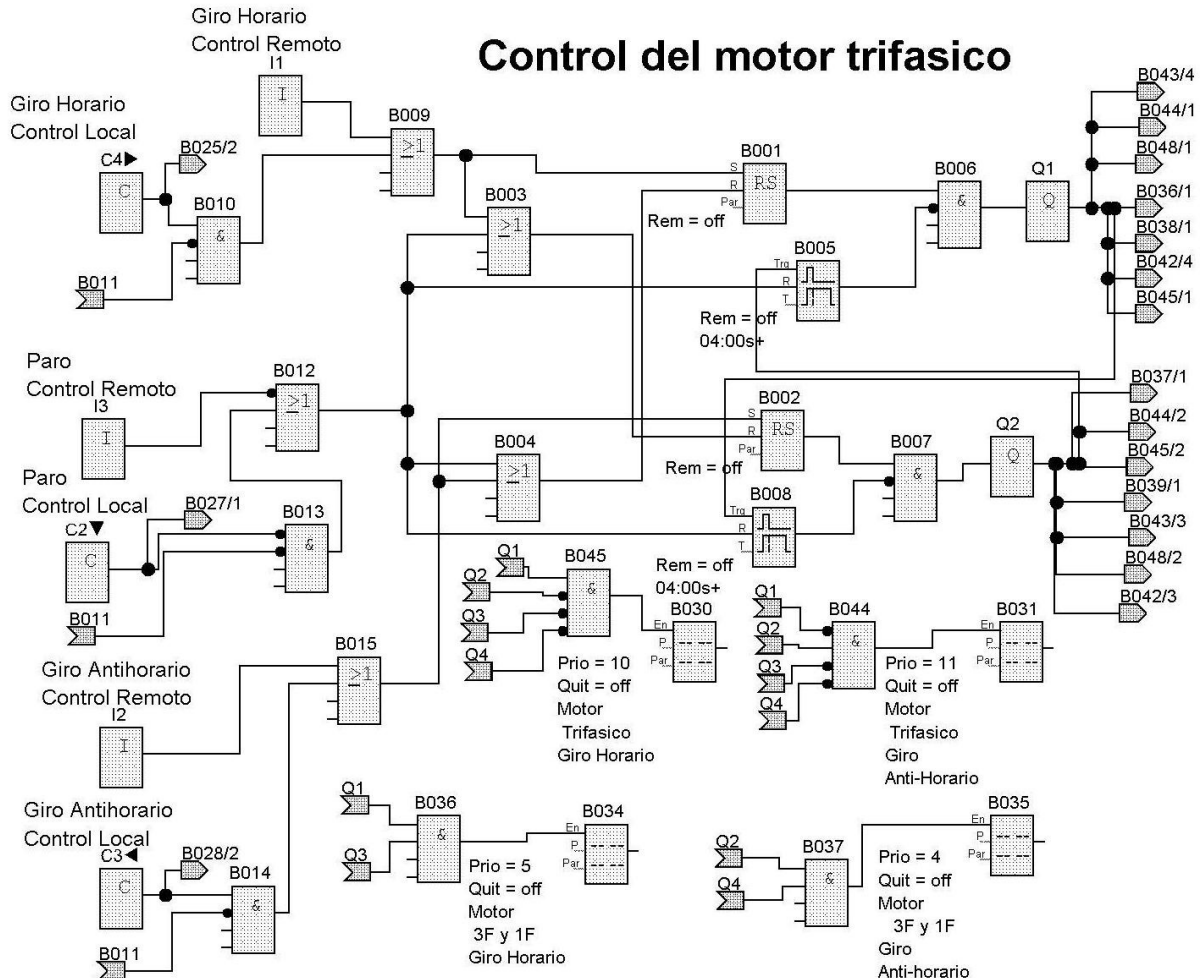 Control del motor trifasico
Giro Horario
Control Remoto
I1
I
Giro Horario
Control Local
C4▶
C
B025/2
B010
&
B011
B009
≥1
B003
≥1
B001
S
R
Par
RS
Rem = off
B005
Trg
R
T
Rem = off
04:00s+
B006
&
Q1
Q
B043/4
B044/1
B048/1
B036/1
B038/1
B042/4
B045/1
Paro
Control Remoto
I3
I
B012
≥1
Paro
Control Local
C2▼
C
B027/1
B013
&
B011
B004
≥1
B002
S
R
Par
RS
Rem = off
B008
Trg
R
T
Rem = off
04:00s+
B007
&
Q2
Q
B037/1
B044/2
B045/2
B039/1
B043/3
B048/2
B042/3
Giro Antihorario
Control Remoto
I2
I
B015
≥1
Giro Antihorario
Control Local
C3◀
C
B028/2
B014
&
B011
Q1
Q2
Q3
Q4
B045
&
B030
En
P
Par
Prio = 10
Quit = off
Motor
Trifasico
Giro Horario
Q1
Q2
Q3
Q4
B044
&
B031
En
P
Par
Prio = 11
Quit = off
Motor
Trifasico
Giro
Anti-Horario
Q1
Q3
B036
&
B034
En
P
Par
Prio = 5
Quit = off
Motor
3F y 1F
Giro Horario
Q2
Q4
B037
&
B035
En
P
Par
Prio = 4
Quit = off
Motor
3F y 1F
Giro
Anti-horario